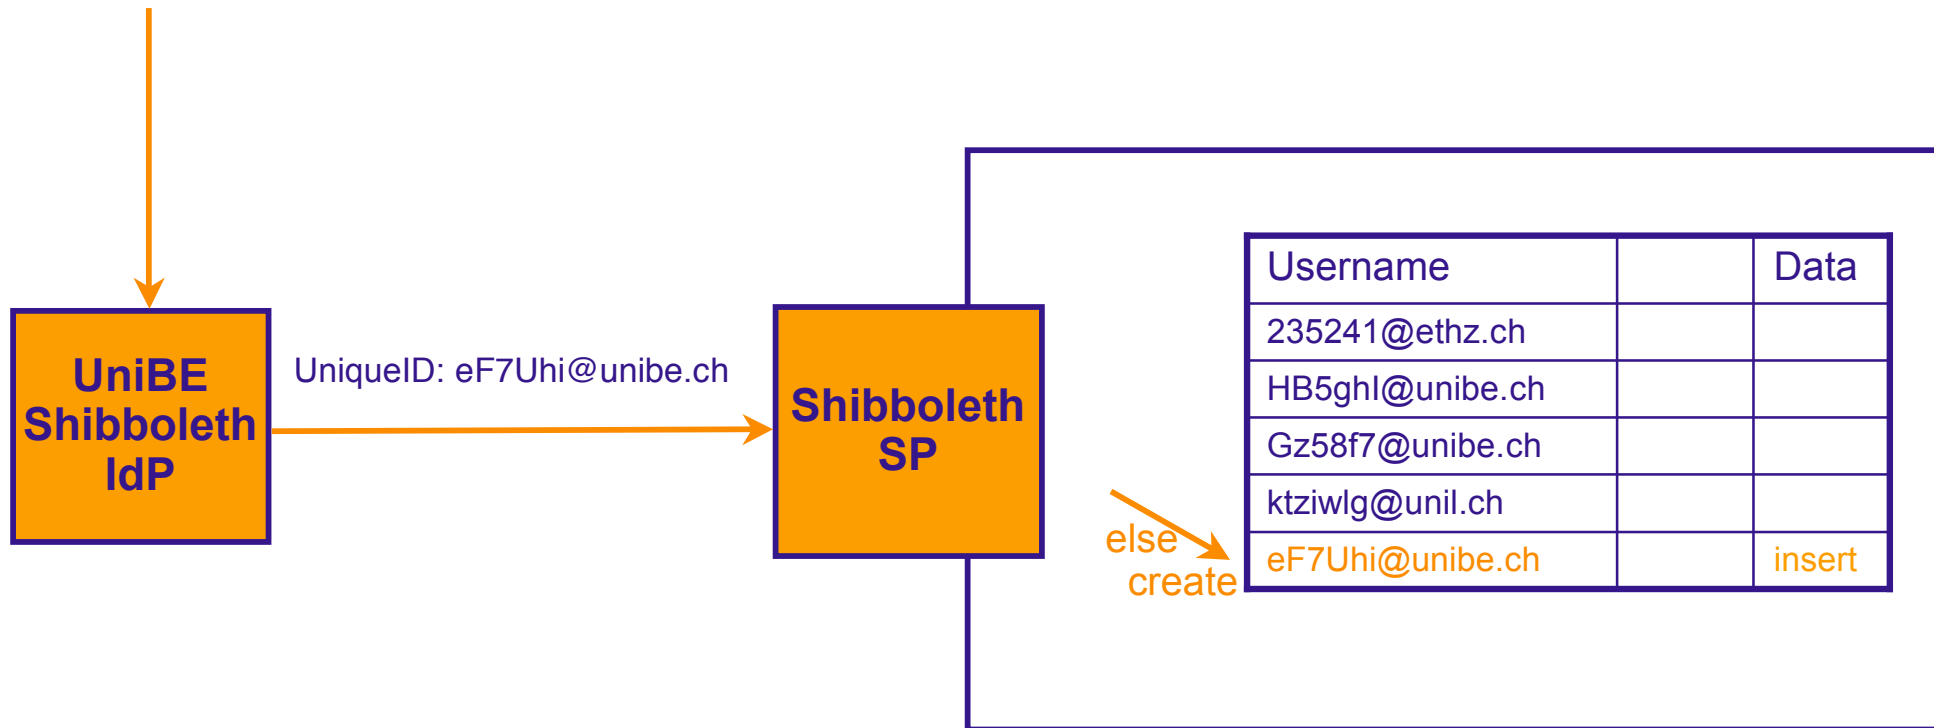 UniBE
Shibboleth
IdP
UniqueID: eF7Uhi@unibe.ch
Shibboleth
SP
else
create
Username Data
235241@ethz.ch
HB5ghI@unibe.ch
Gz58f7@unibe.ch
ktziwlg@unil.ch
eF7Uhi@unibe.ch insert